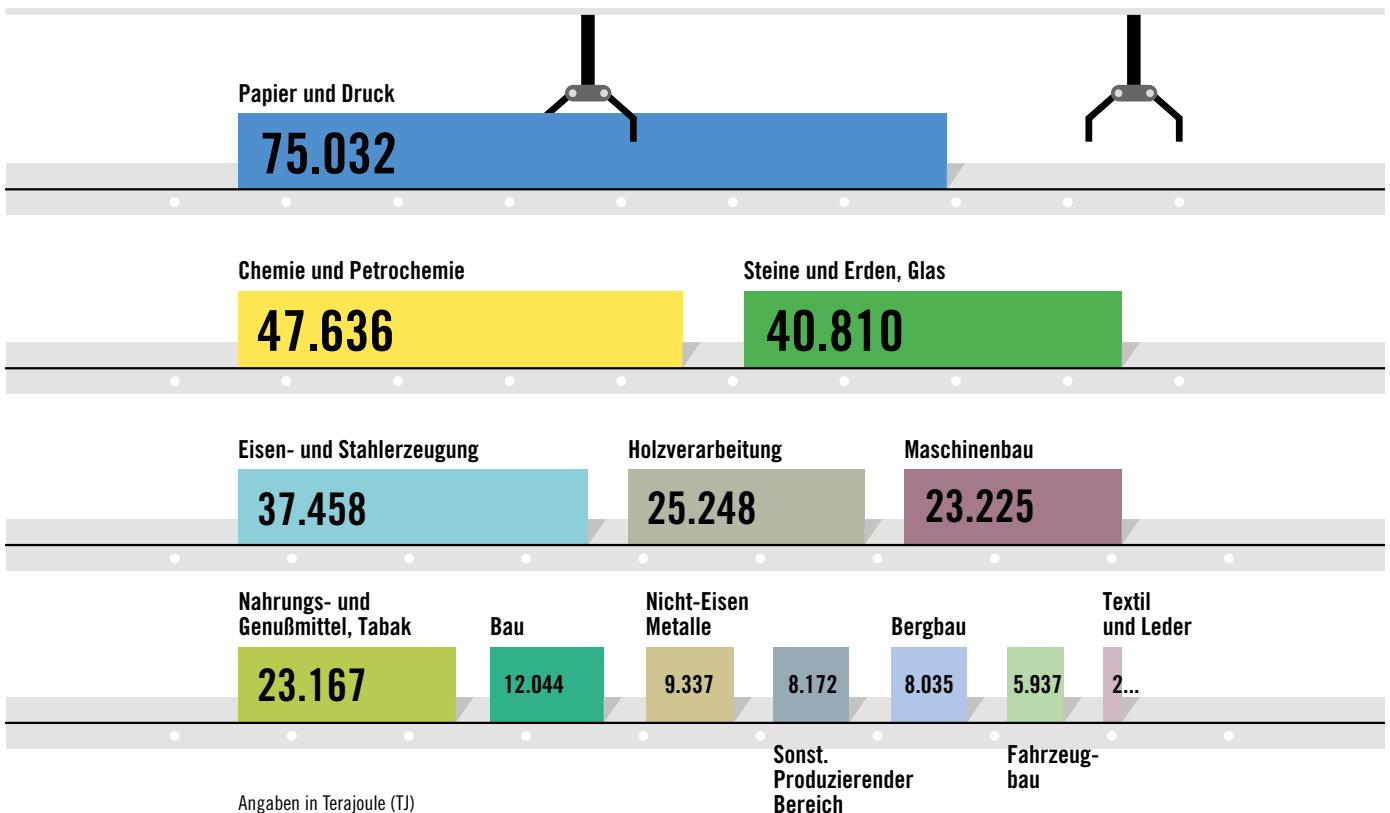 Papier und Druck
75.032
Chemie und Petrochemie
47.636
Steine und Erden, Glas
40.810
Eisen- und Stahlerzeugung
37.458
Holzverarbeitung
25.248
Maschinenbau
23.225
Nahrungs- und
Genußmittel, Tabak
23.167
Bau
12.044
Nicht-Eisen
Metalle
9.337
8.172
Sonst.
Produzierender
Bereich
Bergbau
8.035
5.937
Fahrzeug-
bau
Textil
und Leder
2...
Angaben in Terajoule (TJ)